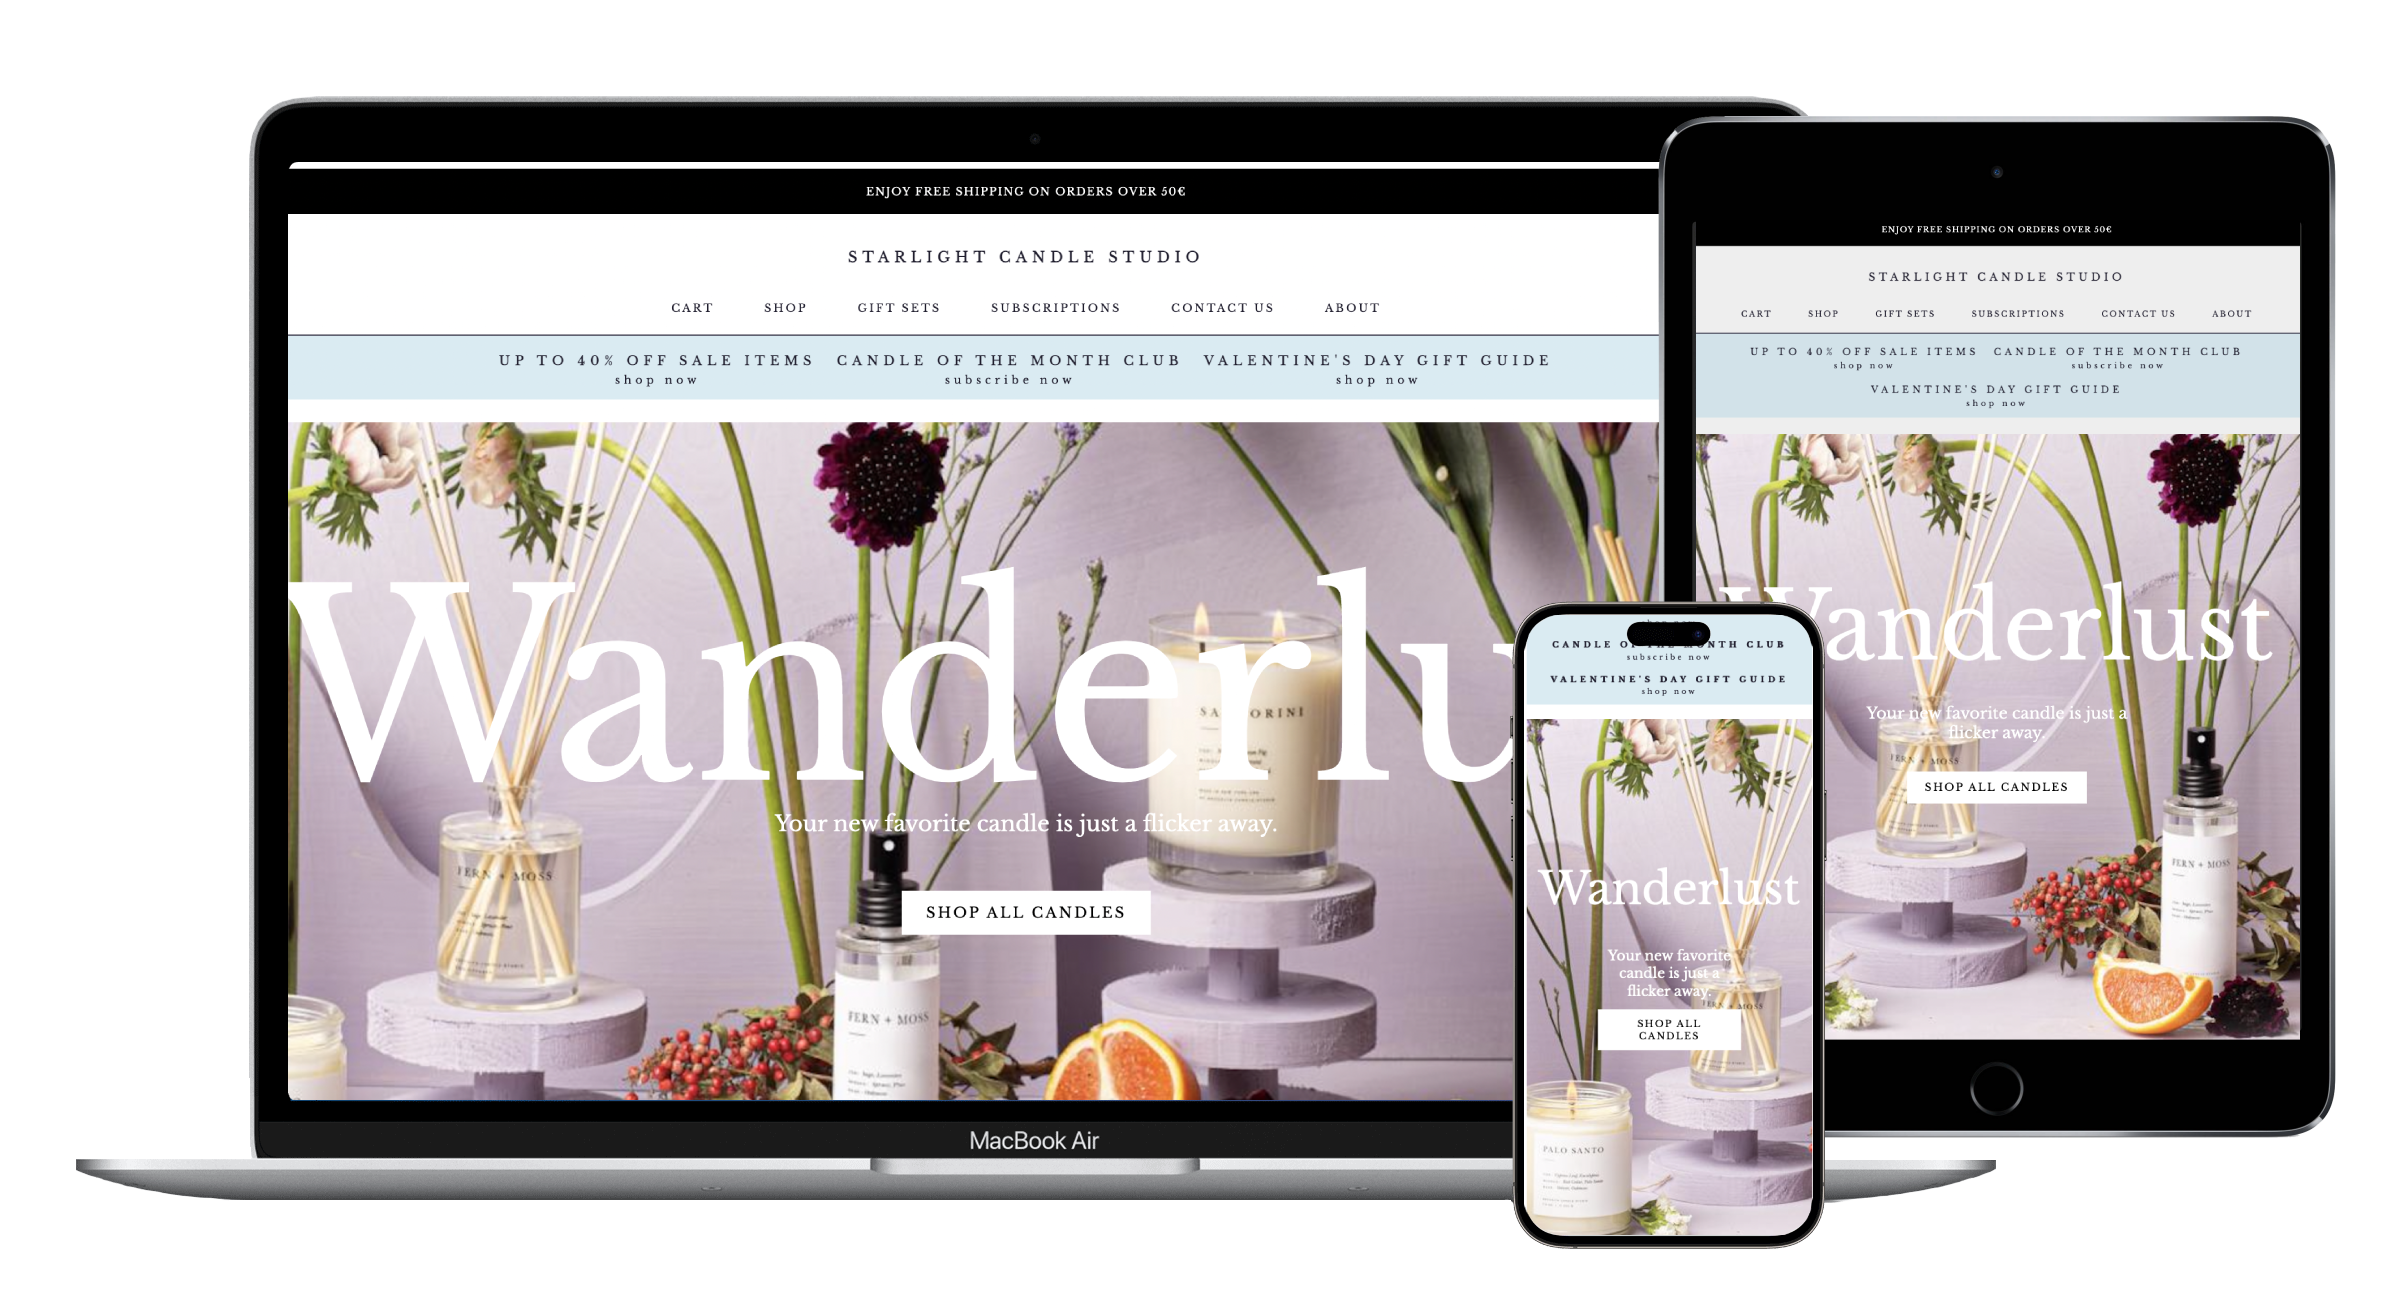 ENJOY FREE SHIPPING ON ORDERS OVER 50€
STARLIGHT CANDLE STUDIO
CART SHOP GIFT SETS SUBSCRIPTIONS CONTACT US ABOUT
UP TO 40% OFF SALE ITEMS CANDLE OF THE MONTH CLUB VALENTINE'S DAY GIFT GUIDE
shop now subscribe now shop now
Wanderlu
Your new favorite candle is just a flicker away.
SHOP ALL CANDLES
FERN + MOSS
FERN + MOSS
MacBook Air
ENJOY FREE SHIPPING ON ORDERS OVER 50€
STARLIGHT CANDLE STUDIO
CART SHOP GIFT SETS SUBSCRIPTIONS CONTACT US ABOUT
UP TO 40% OFF SALE ITEMS CANDLE OF THE MONTH CLUB
shop now subscribe now
VALENTINE'S DAY GIFT GUIDE
shop now
Wanderlust
Your new favorite candle is just a
flicker away.
FERN + MOSS
SHOP ALL CANDLES
FERN + MOSS
CANDLE MONTH CLUB
subscribe now
VALENTINE'S DAY GIFT GUIDE
shop now
Wanderlust
Your new favorite
candle is just a
flicker away.
FERN + MOSS
SHOP ALL
CANDLES
PALO SANTO